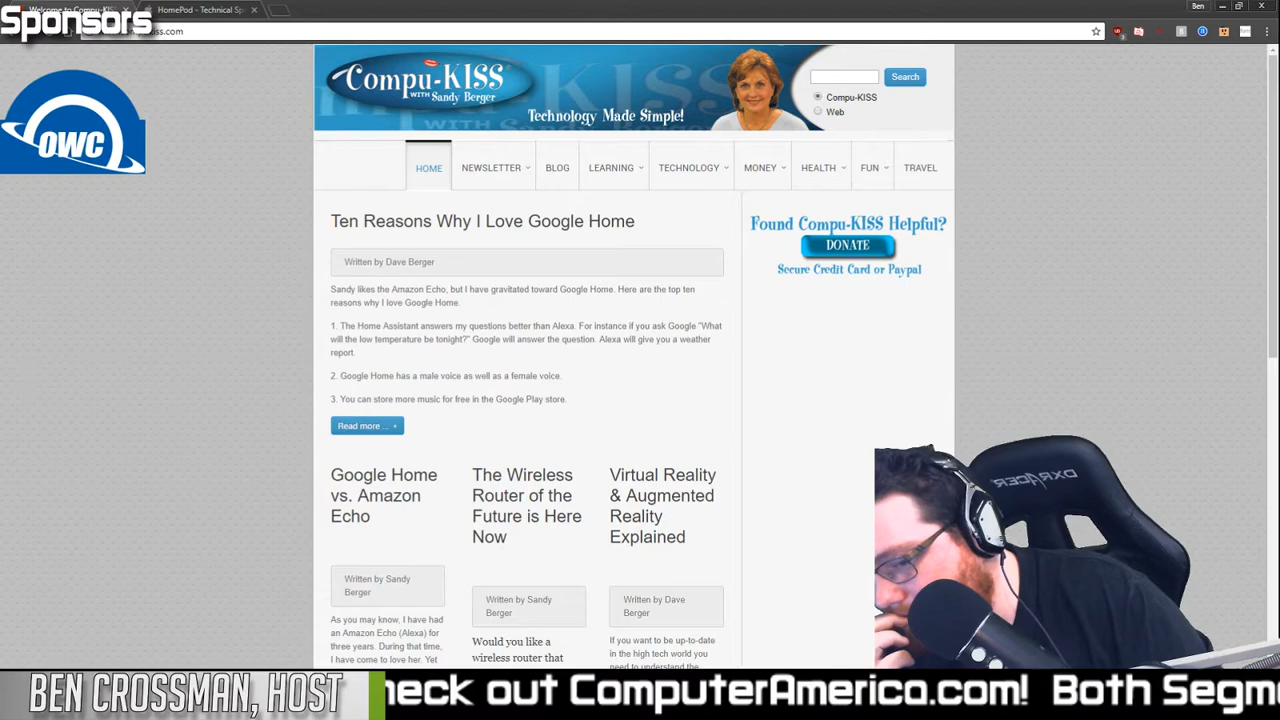 Welcome to Compu-KIS
HomePod - Technical Sp
Ben
Sponsors
kiss.com
OWC
Compu-KISS
WITH Sandy Berger
Technology Made Simple!
Search
Compu-KISS
Web
HOME
NEWSLETTER
BLOG
LEARNING
TECHNOLOGY
MONEY
HEALTH
FUN
TRAVEL
Ten Reasons Why I Love Google Home
Written by Dave Berger
Sandy likes the Amazon Echo, but I have gravitated toward Google Home. Here are the top ten
reasons why I love Google Home.
1. The Home Assistant answers my questions better than Alexa. For instance if you ask Google "What
will the low temperature be tonight?" Google will answer the question. Alexa will give you a weather
report.
2. Google Home has a male voice as well as a female voice.
3. You can store more music for free in the Google Play store.
Read more ...
Found Compu-KISS Helpful?
DONATE
Secure Credit Card or Paypal
Google Home
vs. Amazon
Echo
Written by Sandy
Berger
As you may know, I have had
an Amazon Echo (Alexa) for
three years. During that time,
I have come to love her. Yet
The Wireless
Router of the
Future is Here
Now
Written by Sandy
Berger
Would you like a
wireless router that
Virtual Reality
& Augmented
Reality
Explained
Written by Dave
Berger
If you want to be up-to-date
in the high tech world you
need to understand the
DXRACER
BEN CROSSMAN, HOST
heck out ComputerAmerica.com! Both Segm